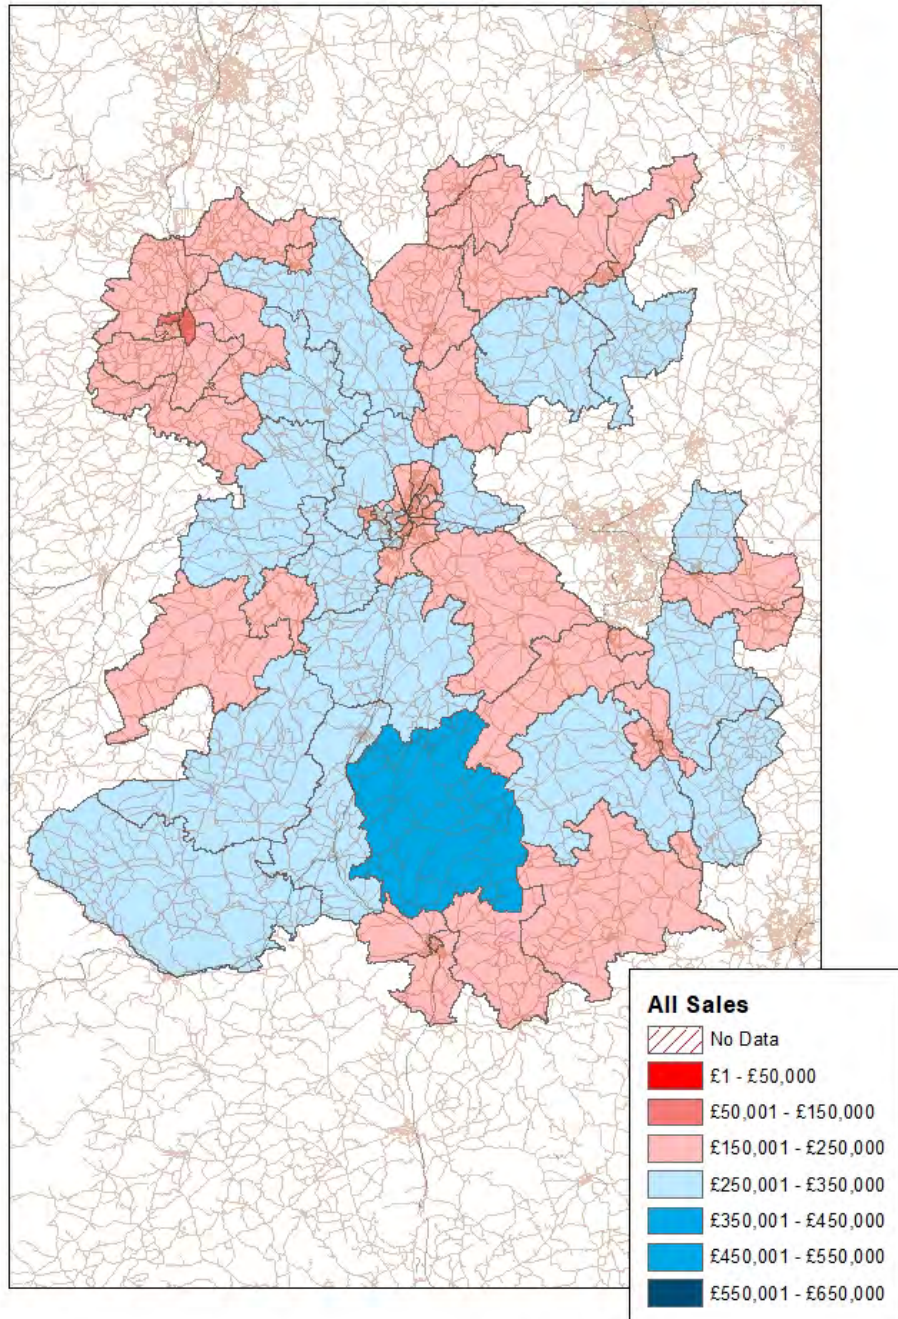 All Sales
No Data
£1 - £50,000
£50,001 - £150,000
£150,001 - £250,000
£250,001 - £350,000
£350,001 - £450,000
£450,001 - £550,000
£550,001 - £650,000